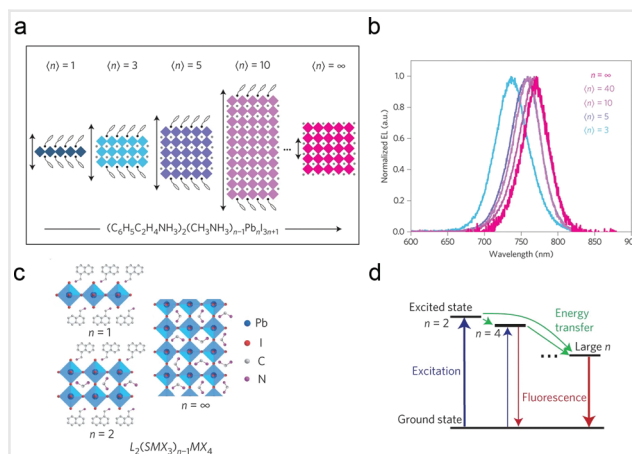 a
⟨n⟩ = 1 ⟨n⟩ = 3 ⟨n⟩ = 5 ⟨n⟩ = 10 ⟨n⟩ = ∞
...
(C₆H₅C₂H₄NH₃)₂(CH₃NH₃)ₙ₋₁PbₙI₃ₙ₊₁
b
n = ∞
⟨n⟩ = 40
⟨n⟩ = 10
⟨n⟩ = 5
⟨n⟩ = 3
Normalized EL (a.u.)
1.0
0.8
0.6
0.4
0.2
0
600 700 750 800 850 900
Wavelength (nm)
c
n = 1
n = 2
n = ∞
Pb
I
C
N
L₂(SMX₃)ₙ₋₁MX₄
d
Excited state
n = 2
n = 4
Energy
transfer
...
Large n
Excitation
Fluorescence
Ground state